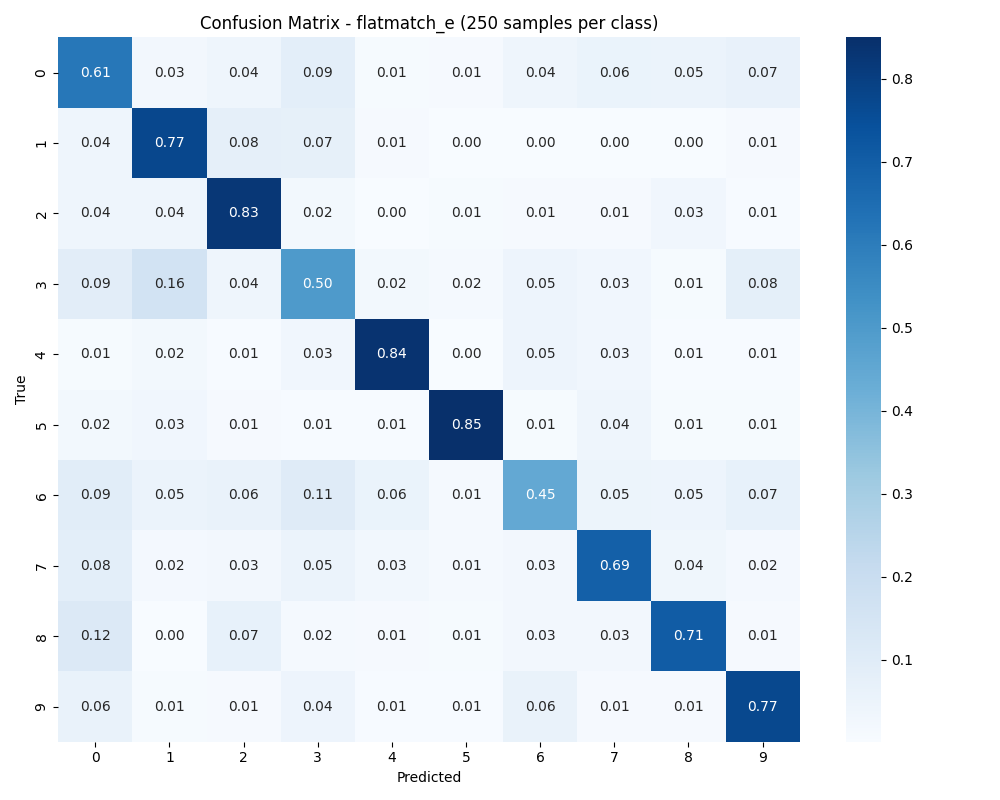 Confusion Matrix - flatmatch_e (250 samples per class)
0 0.61 0.03 0.04 0.09 0.01 0.01 0.04 0.06 0.05 0.07
1 0.04 0.77 0.08 0.07 0.01 0.00 0.00 0.00 0.00 0.01
2 0.04 0.04 0.83 0.02 0.00 0.01 0.01 0.01 0.03 0.01
3 0.09 0.16 0.04 0.50 0.02 0.02 0.05 0.03 0.01 0.08
4 0.01 0.02 0.01 0.03 0.84 0.00 0.05 0.03 0.01 0.01
5 0.02 0.03 0.01 0.01 0.01 0.85 0.01 0.04 0.01 0.01
6 0.09 0.05 0.06 0.11 0.06 0.01 0.45 0.05 0.05 0.07
7 0.08 0.02 0.03 0.05 0.03 0.01 0.03 0.69 0.04 0.02
8 0.12 0.00 0.07 0.02 0.01 0.01 0.03 0.03 0.71 0.01
9 0.06 0.01 0.01 0.04 0.01 0.01 0.06 0.01 0.01 0.77
0 1 2 3 4 5 6 7 8 9
Predicted
True
0.8
0.7
0.6
0.5
0.4
0.3
0.2
0.1